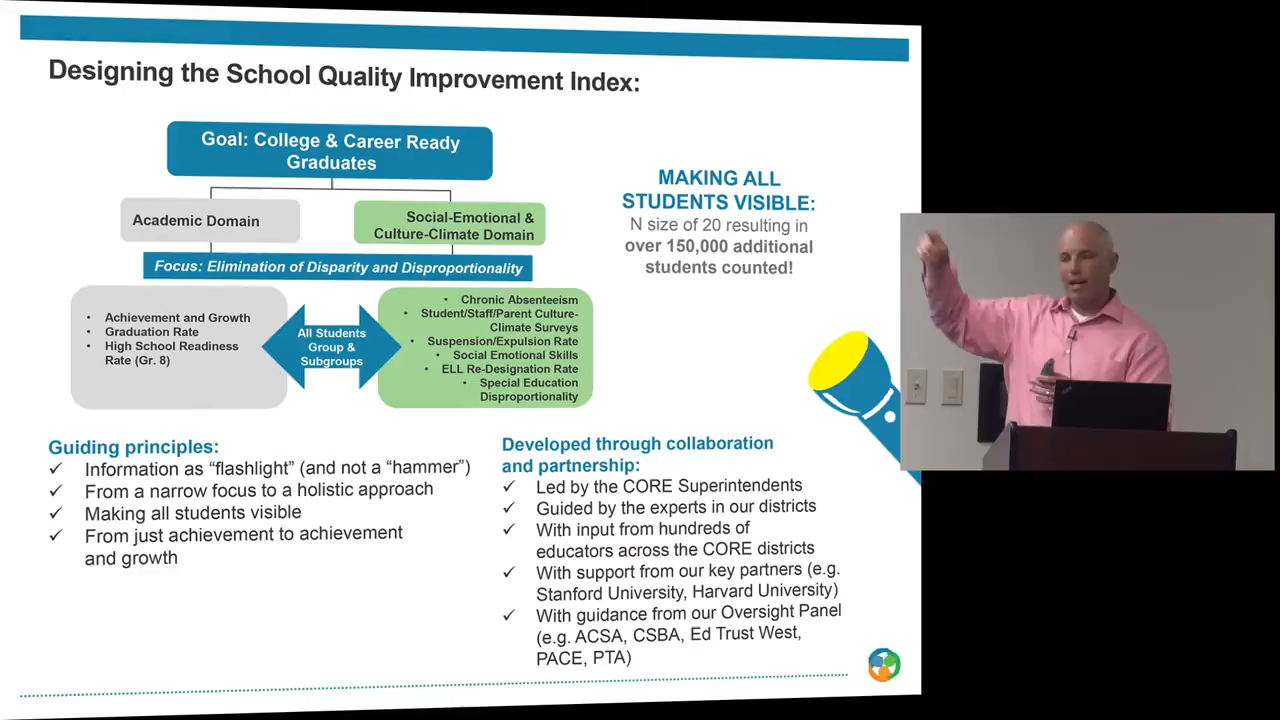 Designing the School Quality Improvement Index:
Goal: College & Career Ready
Graduates
Academic Domain
Social-Emotional &
Culture-Climate Domain
Focus: Elimination of Disparity and Disproportionality
• Achievement and Growth
• Graduation Rate
• High School Readiness
Rate (Gr. 8)
All Students
Group &
Subgroups
• Chronic Absenteeism
• Student/Staff/Parent Culture-
Climate Surveys
• Suspension/Expulsion Rate
• Social Emotional Skills
• ELL Re-Designation Rate
• Special Education
Disproportionality
MAKING ALL
STUDENTS VISIBLE:
N size of 20 resulting in
over 150,000 additional
students counted!
Guiding principles:
✓ Information as “flashlight” (and not a “hammer”)
✓ From a narrow focus to a holistic approach
✓ Making all students visible
✓ From just achievement to achievement
and growth
Developed through collaboration
and partnership:
✓ Led by the CORE Superintendents
✓ Guided by the experts in our districts
✓ With input from hundreds of
educators across the CORE districts
✓ With support from our key partners (e.g.
Stanford University, Harvard University)
✓ With guidance from our Oversight Panel
(e.g. ACSA, CSBA, Ed Trust West,
PACE, PTA)